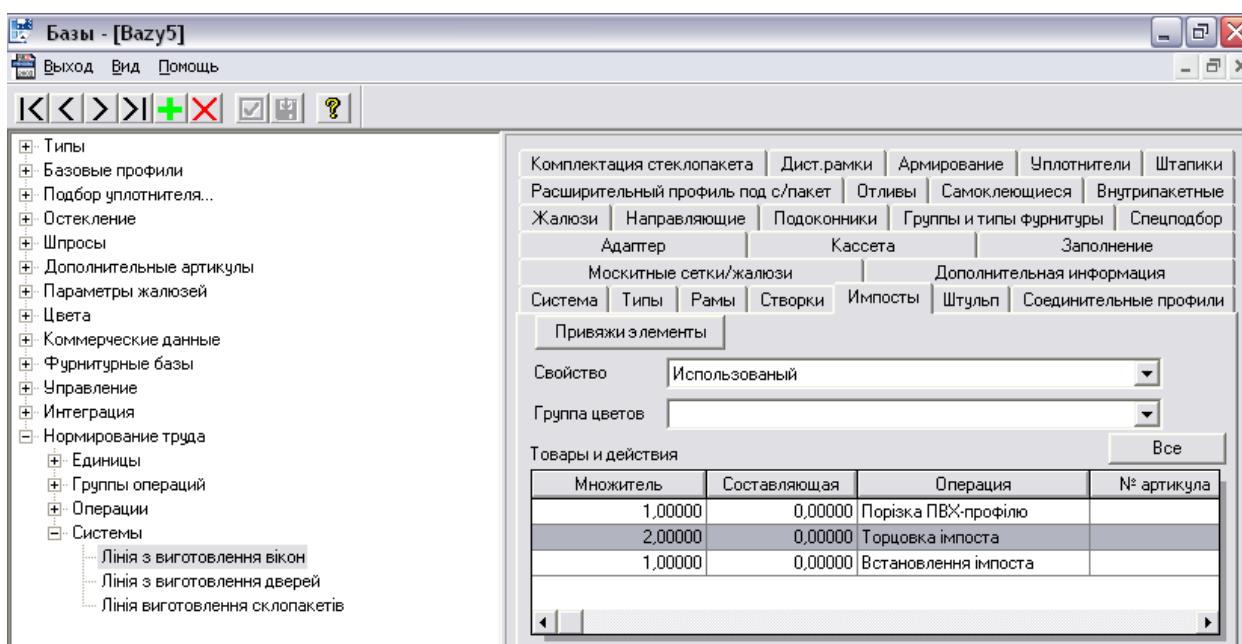 Базы - [Bazy5]
Выход Вид Помощь
Типы
Базовые профили
Подбор уплотнителя...
Остекление
Шпросы
Дополнительные артикулы
Параметры жалюзей
Цвета
Коммерческие данные
Фурнитурные базы
Управление
Интеграция
Нормирование труда
Единицы
Группы операций
Операции
Системы
Лінія з виготовлення вікон
Лінія з виготовлення дверей
Лінія виготовлення склопакетів
Комплектация стеклопакета Дист.рамки Армирование Уплотнители Штапики
Расширительный профиль под с/пакет Отливы Самоклеющиеся Внутрипакетные
Жалюзи Направляющие Подоконники Группы и типы фурнитуры Спецподбор
Адаптер Кассета Заполнение
Москитные сетки/жалюзи Дополнительная информация
Система Типы Рамы Створки Импосты Штульп Соединительные профили
Привяжи элементы
Свойство Использованый
Группа цветов
Товары и действия Все
Множитель Составляющая Операция № артикула
1,00000 0,00000 Порізка ПВХ-профілю
2,00000 0,00000 Торцовка імпоста
1,00000 0,00000 Встановлення імпоста